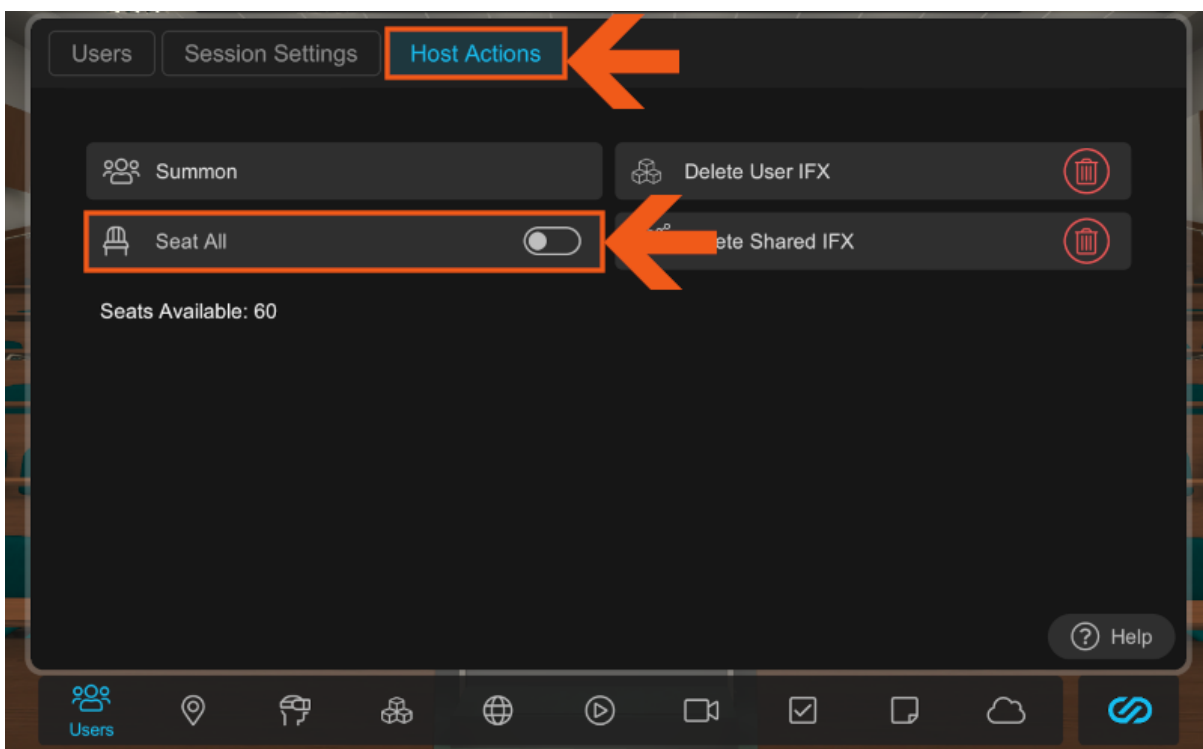 Users
Session Settings
Host Actions
Summon
Delete User IFX
Seat All
ete Shared IFX
Seats Available: 60
Help
Users